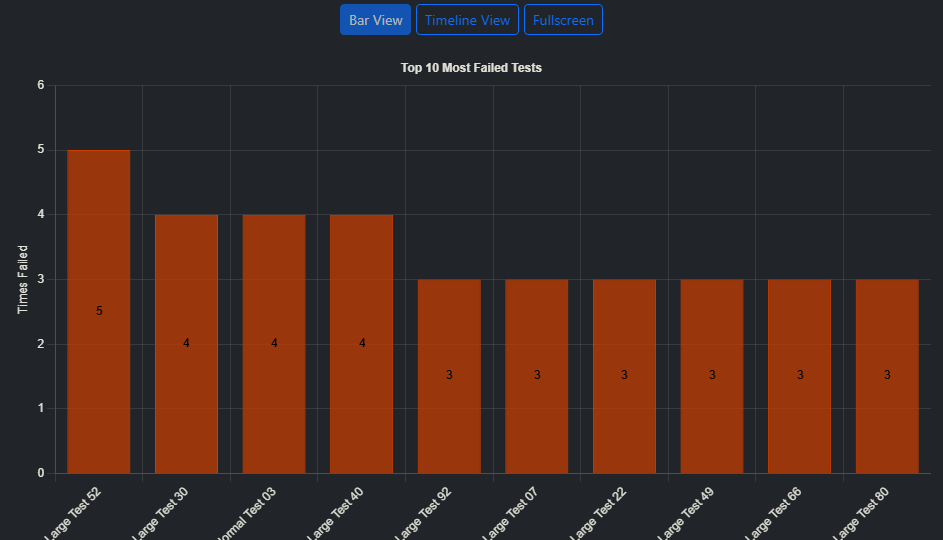 Bar View Timeline View Fullscreen
Top 10 Most Failed Tests
Times Failed
6
5
4
3
2
1
0
5 4 4 4 3 3 3 3 3 3
Large Test 52
Large Test 30
Test 03
Large Test 40
Large Test 92
Large Test 07
Large Test 22
Large Test 49
Large Test 66
Large Test 80